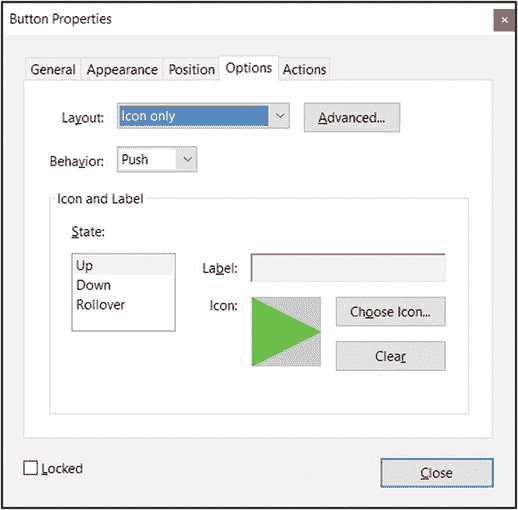 Button Properties
General Appearance Position Options Actions
Layout: Icon only Advanced...
Behavior: Push
Icon and Label
State:
Up
Label:
Down
Rollover
Icon:
Choose Icon...
Clear
Locked
Close